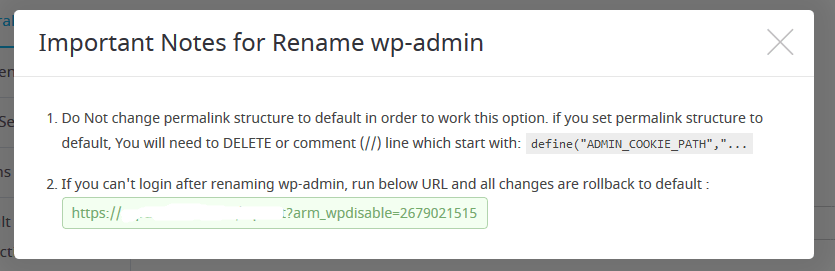 Important Notes for Rename wp-admin
1. Do Not change permalink structure to default in order to work this option. if you set permalink structure to
default, You will need to DELETE or comment (//) line which start with: define("ADMIN_COOKIE_PATH","...
2. If you can't login after renaming wp-admin, run below URL and all changes are rollback to default :
https:// t?arm_wpdisable=2679021515